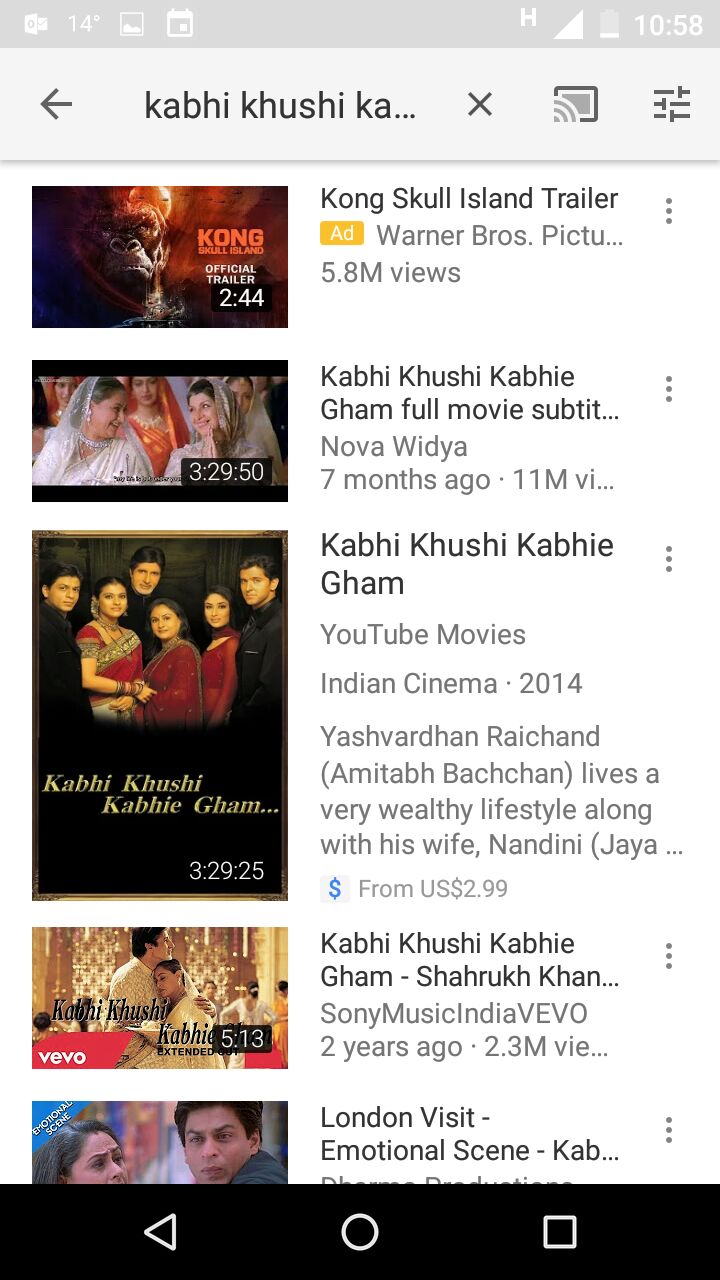 14°
H
10:58
kabhi khushi ka...
KONG
SKULL ISLAND
OFFICIAL
TRAILER
2:44
Kong Skull Island Trailer
Ad Warner Bros. Pictu...
5.8M views
3:29:50
Kabhi Khushi Kabhie
Gham full movie subtit...
Nova Widya
7 months ago · 11M vi...
Kabhi Khushi
Kabhie Gham...
3:29:25
Kabhi Khushi Kabhie
Gham
YouTube Movies
Indian Cinema · 2014
Yashvardhan Raichand
(Amitabh Bachchan) lives a
very wealthy lifestyle along
with his wife, Nandini (Jaya ...
$ From US$2.99
Kabhi Khushi
Kabhie Gham
EXTENDED CUT
5:13
vevo
Kabhi Khushi Kabhie
Gham - Shahrukh Khan...
SonyMusicIndiaVEVO
2 years ago · 2.3M vie...
EMOTIONAL
SCENE
London Visit -
Emotional Scene - Kab...
Dharma Productions